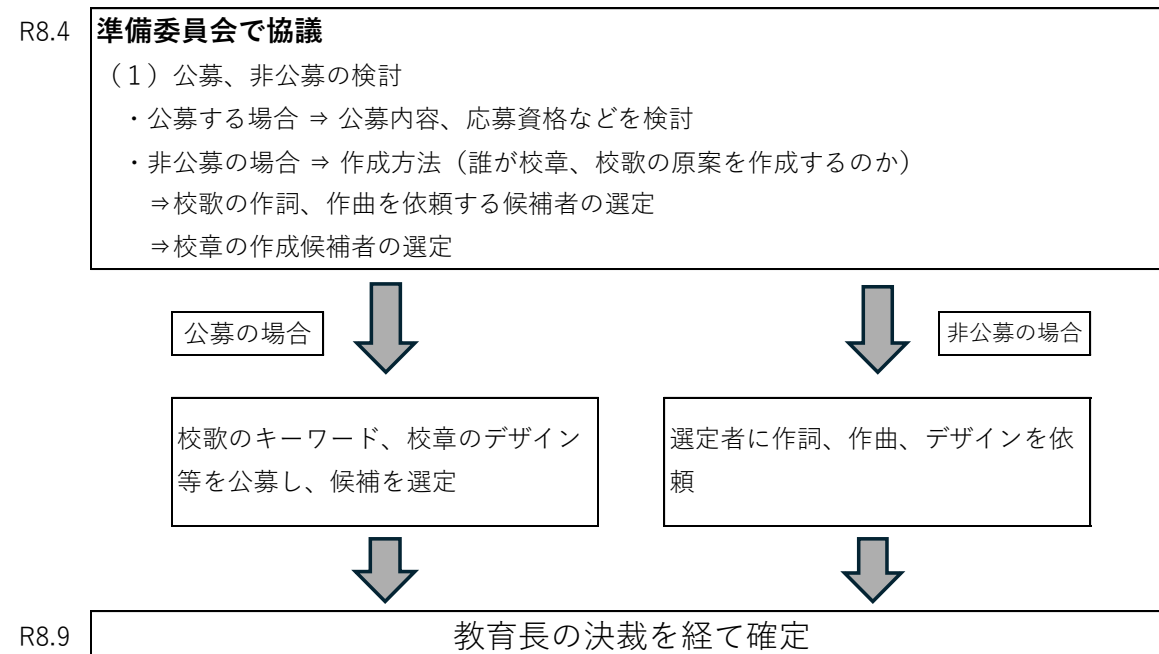 R8.4
準備委員会で協議
（１）公募、非公募の検討
・公募する場合 ⇒ 公募内容、応募資格などを検討
・非公募の場合 ⇒ 作成方法（誰が校章、校歌の原案を作成するのか）
⇒校歌の作詞、作曲を依頼する候補者の選定
⇒校章の作成候補者の選定
公募の場合
非公募の場合
校歌のキーワード、校章のデザイン
等を公募し、候補を選定
選定者に作詞、作曲、デザインを依
頼
R8.9
教育長の決裁を経て確定